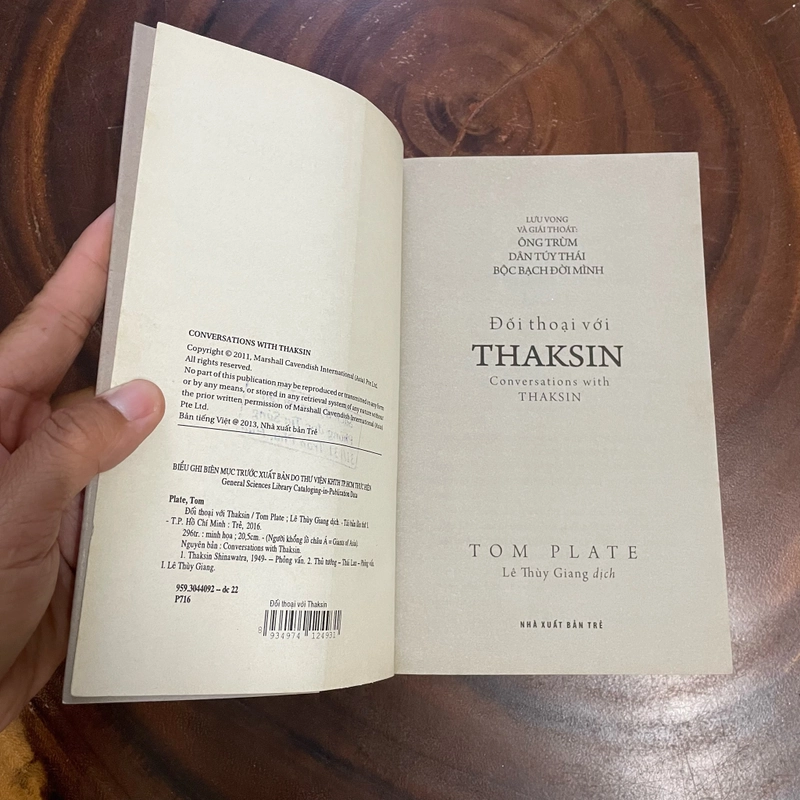 CONVERSATIONS WITH THAKSIN
Copyright © 2011, Marshall Cavendish International (Asia) Pte Ltd.
All rights reserved.
No part of this publication may be reproduced or transmitted in any form
or by any means, or stored in any retrieval system of any nature without
the prior written permission of Marshall Cavendish International (Asia)
Pte Ltd.
Bản tiếng Việt @ 2013, Nhà xuất bản Trẻ
BIỂU GHI BIÊN MỤC TRƯỚC XUẤT BẢN DO THƯ VIỆN KHTH TP.HCM THỰC HIỆN
General Sciences Library Cataloging-in-Publication Data
Plate, Tom
Đối thoại với Thaksin / Tom Plate ; Lê Thùy Giang dịch. - Tái bản lần thứ 1.
- T.P. Hồ Chí Minh : Trẻ, 2016.
296tr. : minh họa ; 20,5cm. - (Người khổng lồ châu Á = Giants of Asia).
Nguyên bản : Conversations with Thaksin.
1. Thaksin Shinawatra, 1949- -- Phỏng vấn. 2. Thủ tướng -- Thái Lan -- Phỏng vấn.
I. Lê Thùy Giang.
959.3044092 -- dc 22
P716
Đối thoại với Thaksin
8 934974 124931
LƯU VONG
VÀ GIẢI THOÁT:
ÔNG TRÙM
DÂN TÚY THÁI
BỘC BẠCH ĐỜI MÌNH
Đối thoại với
THAKSIN
Conversations with
THAKSIN
TOM PLATE
Lê Thùy Giang dịch
NHÀ XUẤT BẢN TRẺ